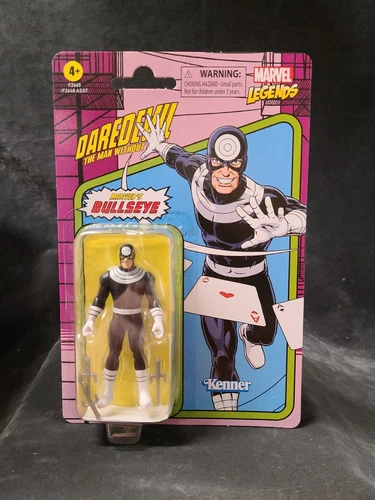 4+
F2665
/F2648 ASST
WARNING:
CHOKING HAZARD - Small parts.
Not for children under 3 years.
MARVEL
LEGENDS
DAREDEVIL
THE MAN WITHOUT
MARVEL'S
BULLSEYE
A
A
Kenner